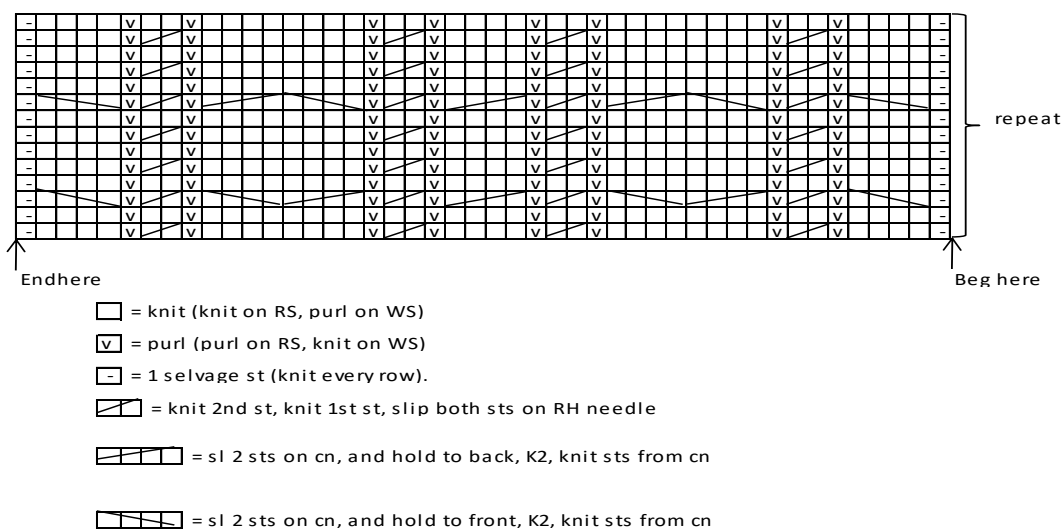 - v v v v v v v v -
- v v v v v v v v -
- v v v v v v v v -
- v v v v v v v v -
- v v v v v v v v -
- v v v v v v v v -
- v v v v v v v v - repeat
- v v v v v v v v -
- v v v v v v v v -
- v v v v v v v v -
- v v v v v v v v -
- v v v v v v v v -
- v v v v v v v v -
- v v v v v v v v -
Endhere Beg here
= knit (knit on RS, purl on WS)
v = purl (purl on RS, knit on WS)
- = 1 selvage st (knit every row).
= knit 2nd st, knit 1st st, slip both sts on RH needle
= sl 2 sts on cn, and hold to back, K2, knit sts from cn
= sl 2 sts on cn, and hold to front, K2, knit sts from cn